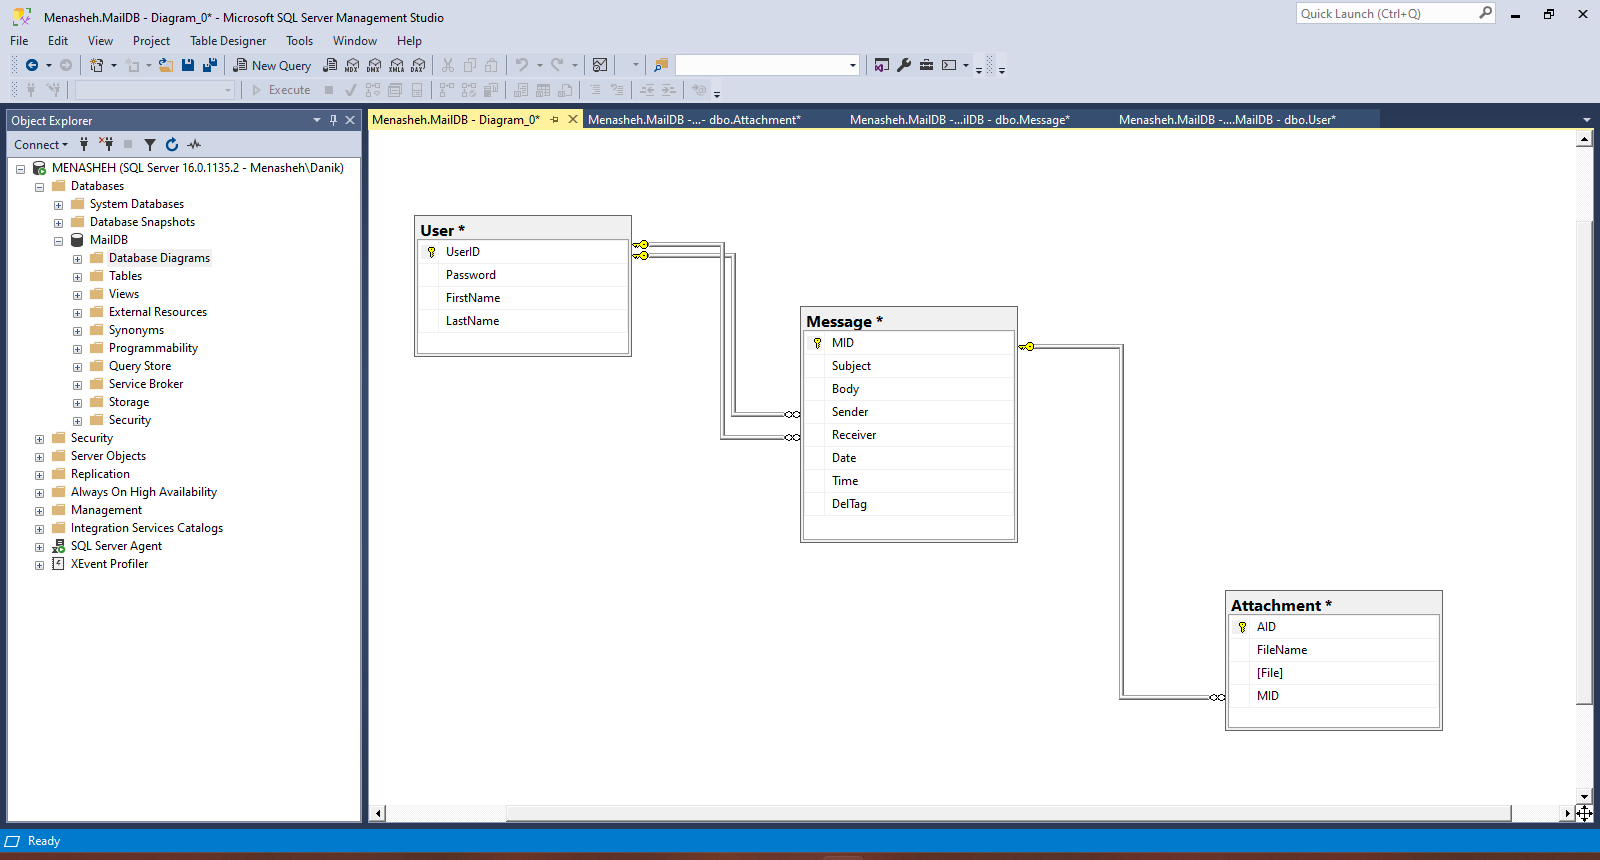 Menasheh.MailDB - Diagram_0* - Microsoft SQL Server Management Studio
Quick Launch (Ctrl+Q)
File Edit View Project Table Designer Tools Window Help
New Query MDX DMX XMLA DAX
Execute
Object Explorer
Menasheh.MailDB - Diagram_0* Menasheh.MailDB -...- dbo.Attachment* Menasheh.MailDB -...ilDB - dbo.Message* Menasheh.MailDB -....MailDB - dbo.User*
Connect
MENASHEH (SQL Server 16.0.1135.2 - Menasheh\Danik)
Databases
System Databases
Database Snapshots
MailDB
Database Diagrams
Tables
Views
External Resources
Synonyms
Programmability
Query Store
Service Broker
Storage
Security
Security
Server Objects
Replication
Always On High Availability
Management
Integration Services Catalogs
SQL Server Agent
XEvent Profiler
User *
UserID
Password
FirstName
LastName
Message *
MID
Subject
Body
Sender
Receiver
Date
Time
DelTag
Attachment *
AID
FileName
[File]
MID
Ready